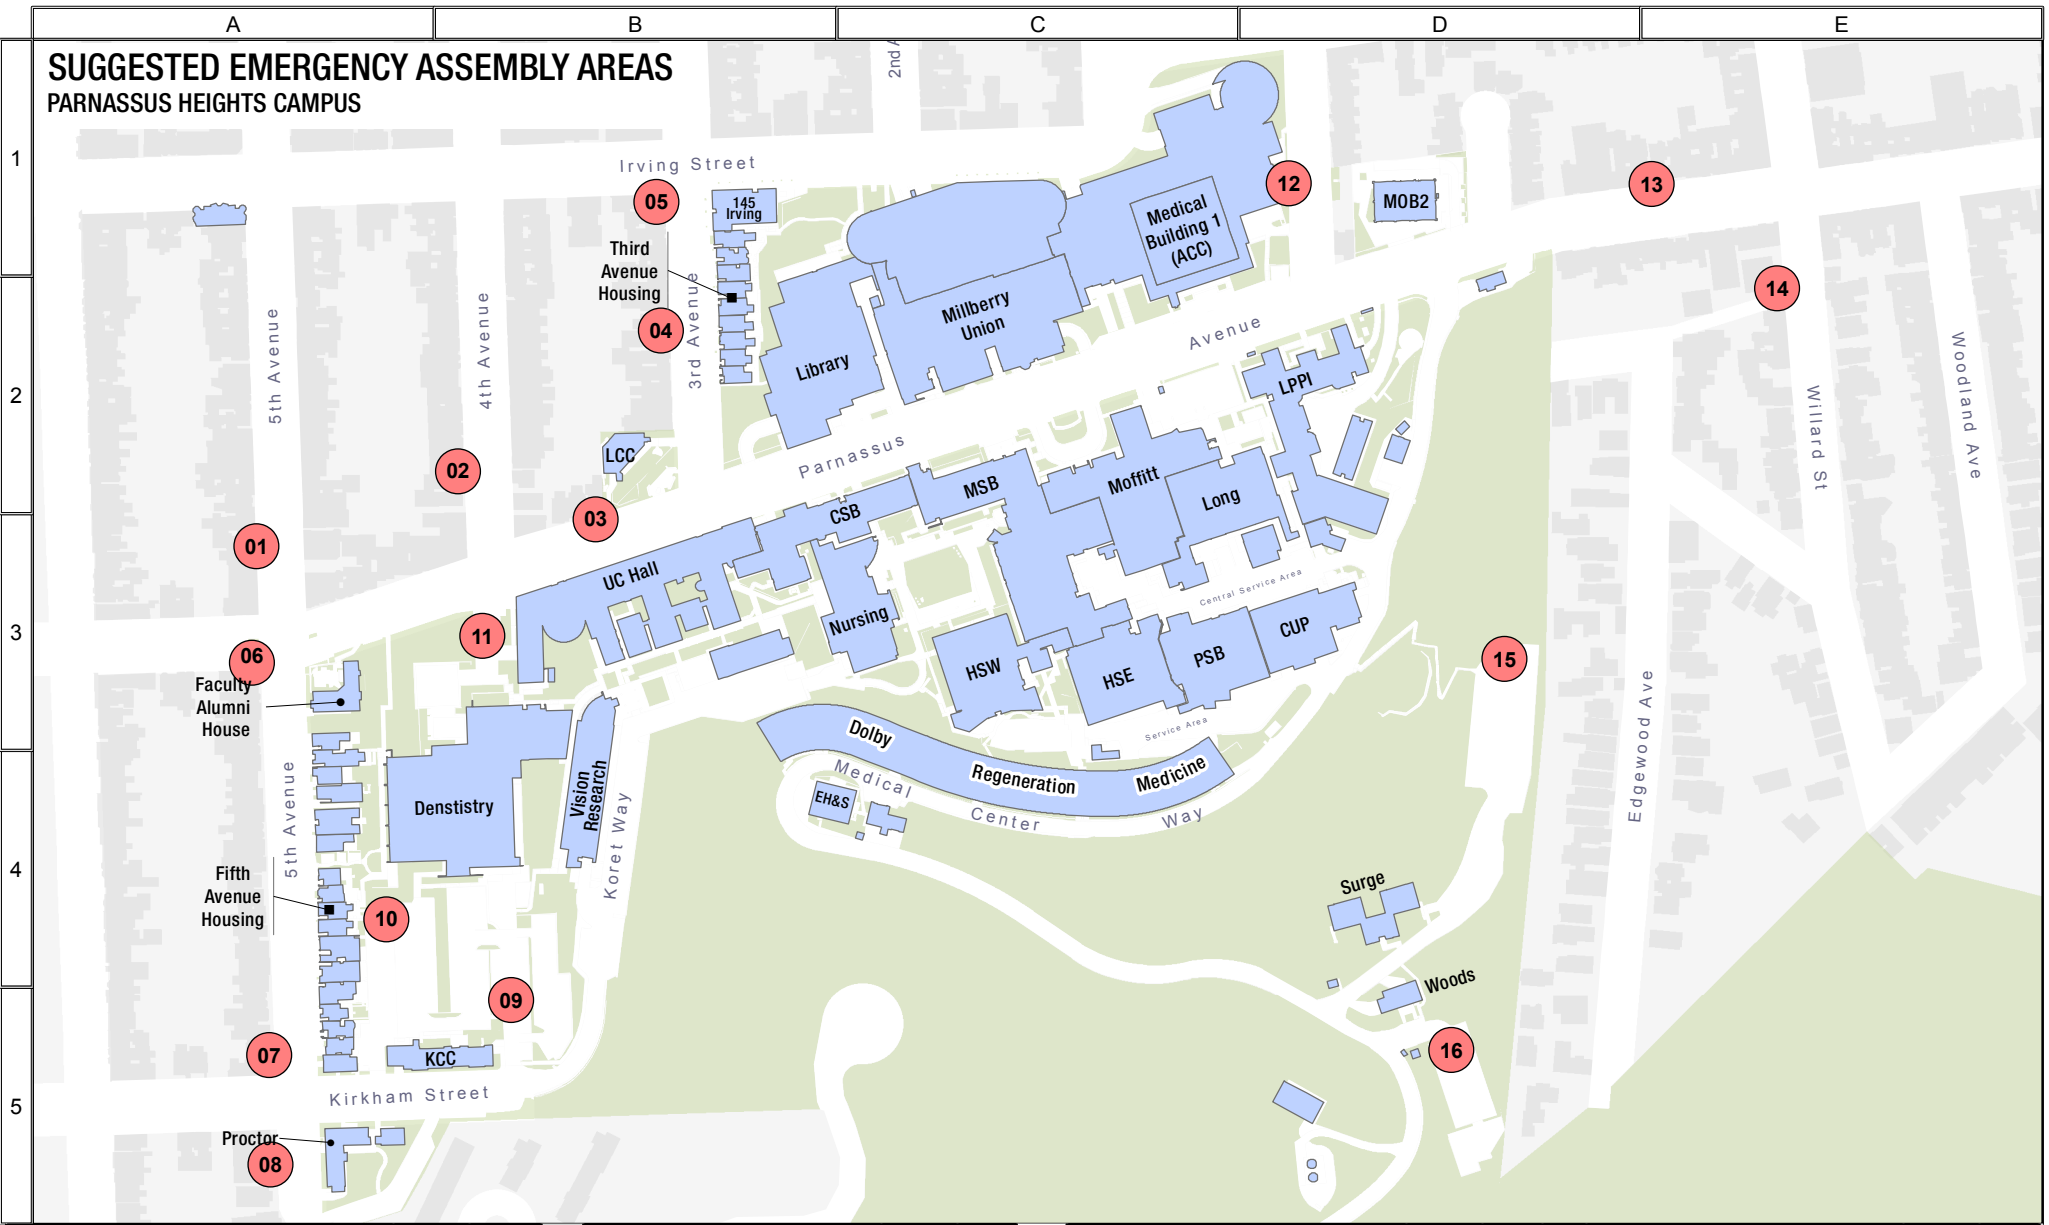 A
B
C
D
E
SUGGESTED EMERGENCY ASSEMBLY AREAS
PARNASSUS HEIGHTS CAMPUS
1
2
3
4
5
Irving Street
05
145
Irving
Third
Avenue
Housing
04
3rd Avenue
4th Avenue
5th Avenue
02
01
03
LCC
Library
Millberry
Union
Medical
Building 1
(ACC)
12
MOB2
13
14
Parnassus
Avenue
LPPI
Willard St
Woodland Ave
UC Hall
CSB
MSB
Moffitt
Long
Nursing
Central Service Area
HSW
HSE
PSB
CUP
Service Area
15
Edgewood Ave
11
06
Faculty
Alumni
House
5th Avenue
Denstistry
Vision
Research
Koret Way
Dolby
Regeneration
Medicine
Medical
Center
Way
EH&S
Fifth
Avenue
Housing
10
09
Surge
Woods
16
07
KCC
Kirkham Street
Proctor
08